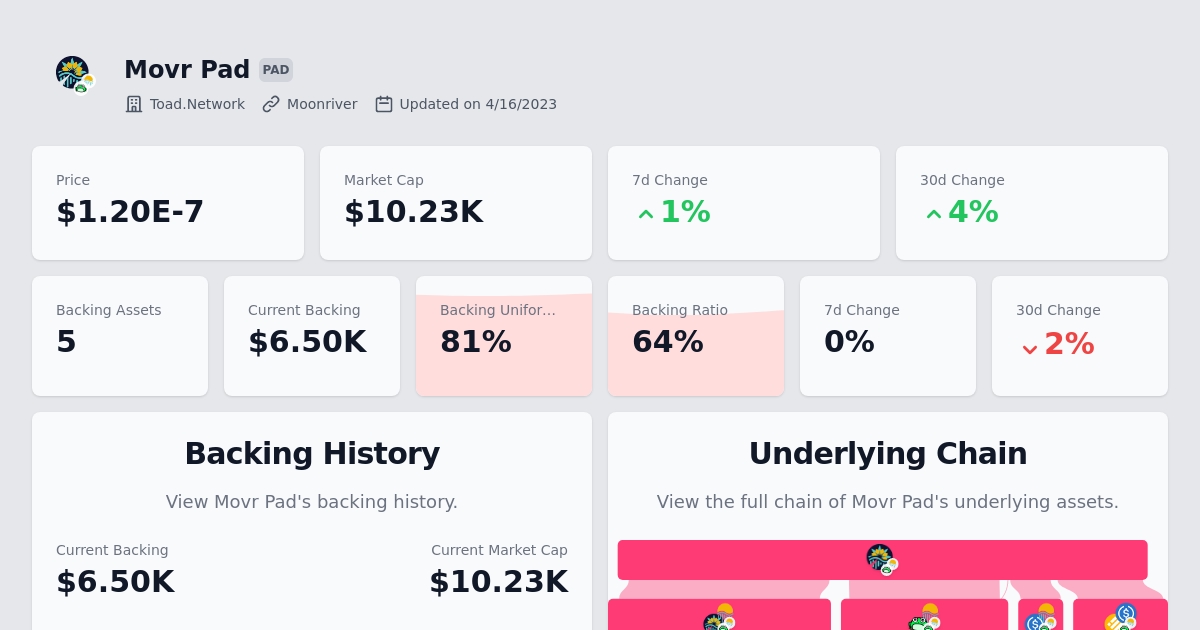 Movr Pad PAD
Toad.Network Moonriver Updated on 4/16/2023
Price Market Cap 7d Change 30d Change
$1.20E-7 $10.23K 1% 4%
Backing Assets Current Backing Backing Unifor... Backing Ratio 7d Change 30d Change
5 $6.50K 81% 64% 0% 2%
Backing History
View Movr Pad's backing history.
Current Backing Current Market Cap
$6.50K $10.23K
Underlying Chain
View the full chain of Movr Pad's underlying assets.